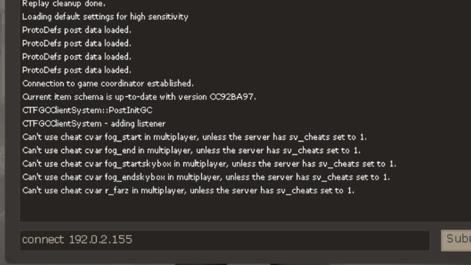 Replay cleanup done.
Loading default settings for high sensitivity
ProtoDefs post data loaded.
ProtoDefs post data loaded.
ProtoDefs post data loaded.
ProtoDefs post data loaded.
Connection to game coordinator established.
Current item schema is up-to-date with version CC92BA97.
CTFGCClientSystem::PostInitGC
CTFGCClientSystem - adding listener
Can't use cheat cvar fog_start in multiplayer, unless the server has sv_cheats set to 1.
Can't use cheat cvar fog_end in multiplayer, unless the server has sv_cheats set to 1.
Can't use cheat cvar fog_startskybox in multiplayer, unless the server has sv_cheats set to 1.
Can't use cheat cvar fog_endskybox in multiplayer, unless the server has sv_cheats set to 1.
Can't use cheat cvar r_farz in multiplayer, unless the server has sv_cheats set to 1.
connect 192.0.2.155